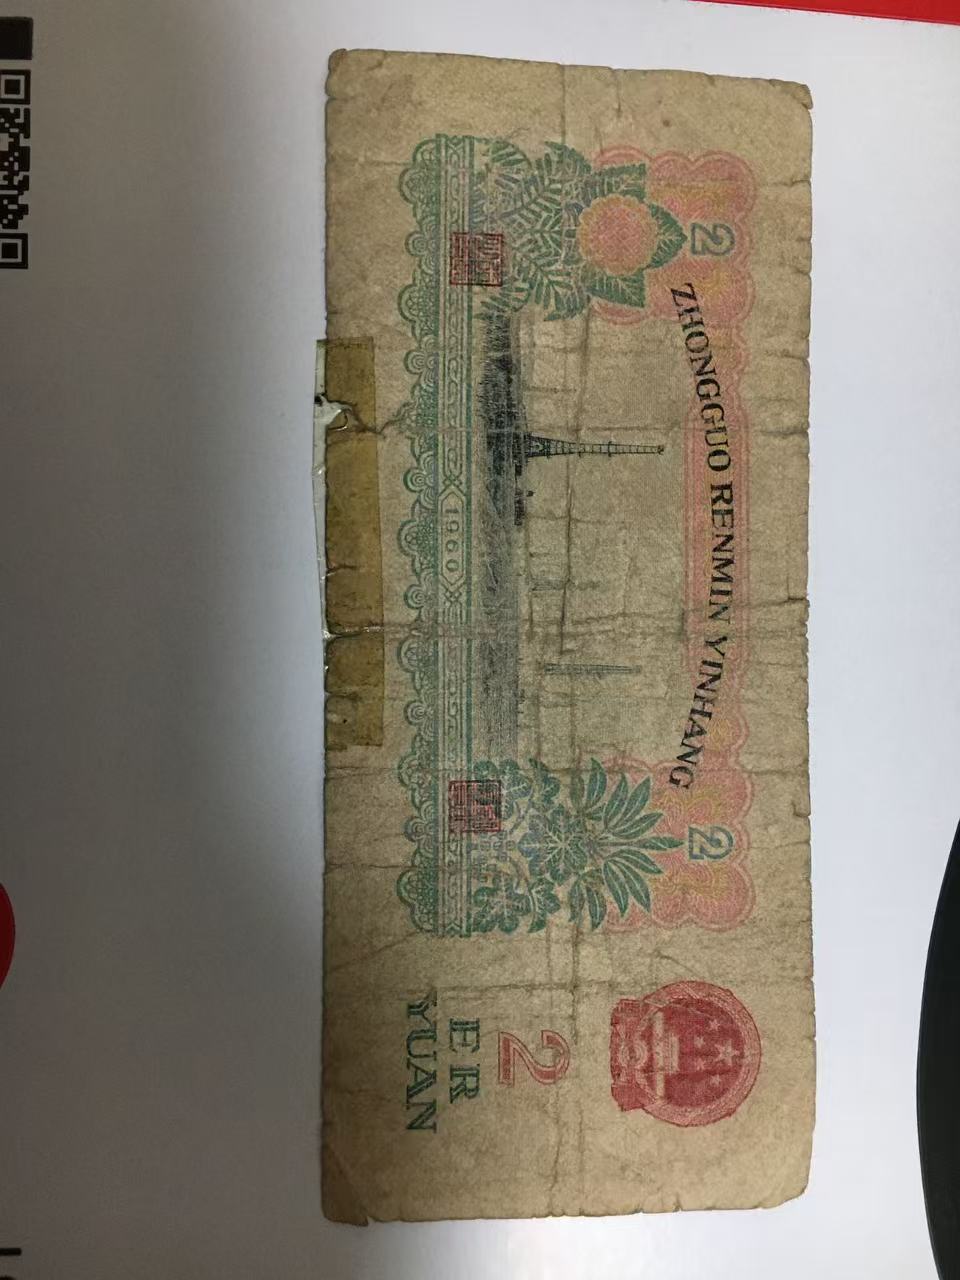 ZHONGGUO RENMIN YINHANG
2
2
1960
2
ER
YUAN